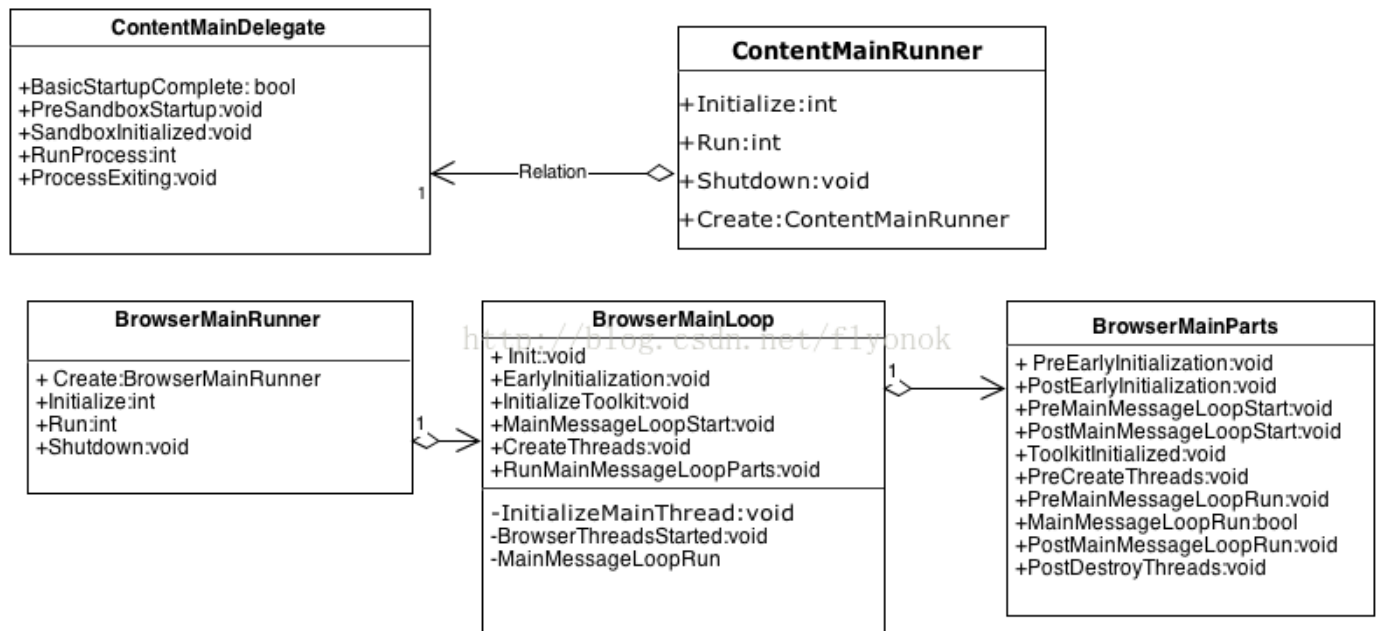 ContentMainDelegate
+BasicStartupComplete: bool
+PreSandboxStartup:void
+SandboxInitialized:void
+RunProcess:int
+ProcessExiting:void
1
Relation
ContentMainRunner
+Initialize:int
+Run:int
+Shutdown:void
+Create:ContentMainRunner
BrowserMainRunner
+ Create:BrowserMainRunner
+Initialize:int
+Run:int
+Shutdown:void
1
BrowserMainLoop
http://blog.csdn.net/flyonok
+ Init::void
+EarlyInitialization:void
+InitializeToolkit:void
+MainMessageLoopStart:void
+CreateThreads:void
+RunMainMessageLoopParts:void
-InitializeMainThread:void
-BrowserThreadsStarted:void
-MainMessageLoopRun
1
BrowserMainParts
+ PreEarlyInitialization:void
+PostEarlyInitialization:void
+PreMainMessageLoopStart:void
+PostMainMessageLoopStart:void
+ToolkitInitialized:void
+PreCreateThreads:void
+PreMainMessageLoopRun:void
+MainMessageLoopRun:bool
+PostMainMessageLoopRun:void
+PostDestroyThreads:void